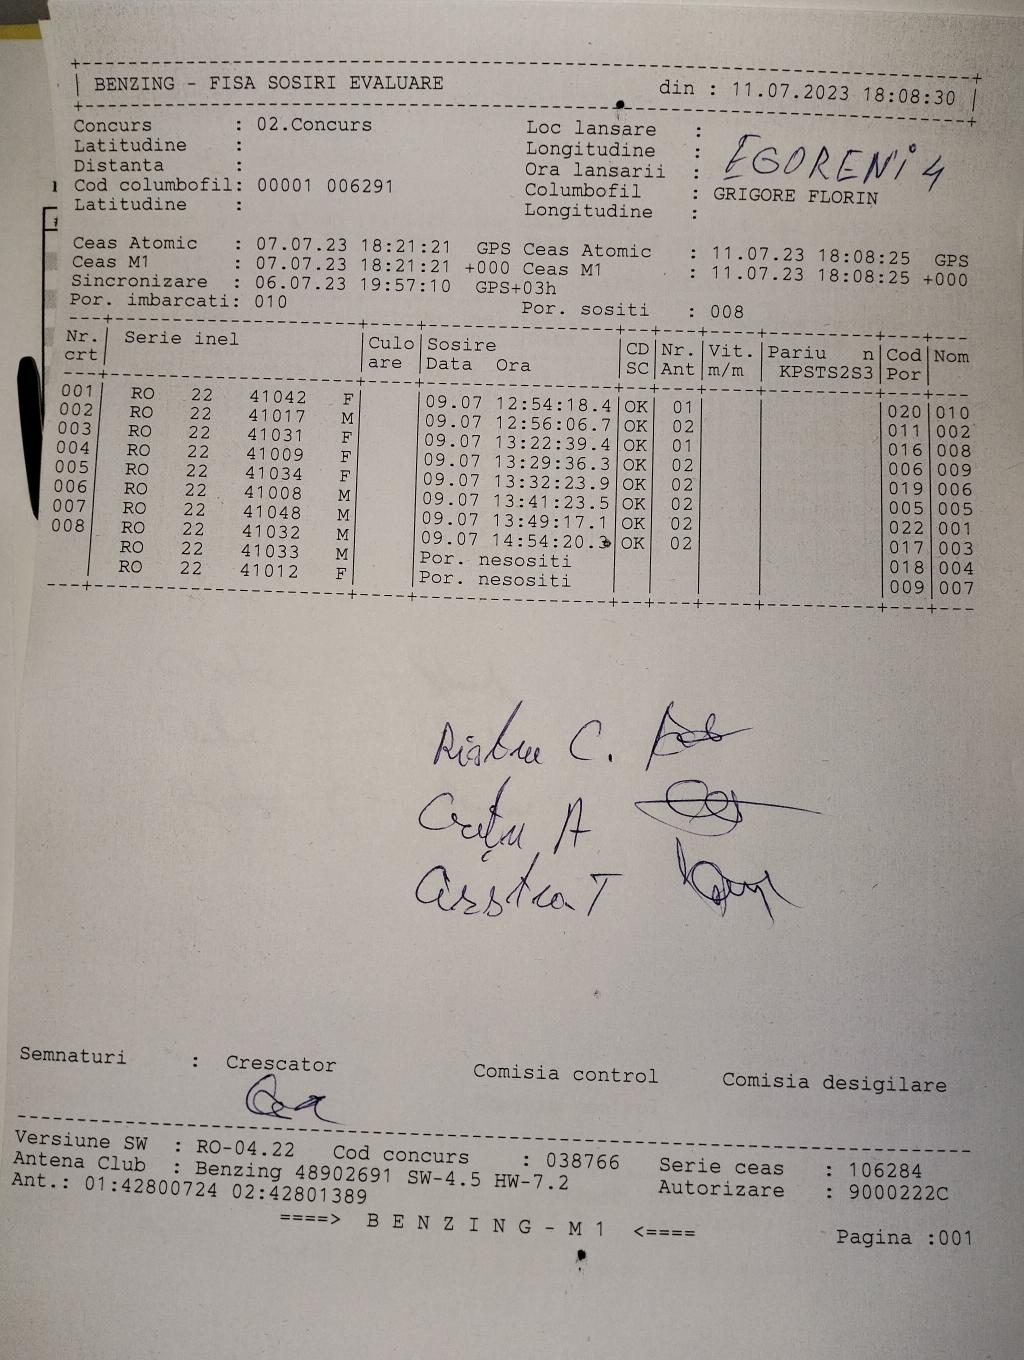 BENZING - FISA SOSIRI EVALUARE din : 11.07.2023 18:08:30
Concurs : 02.Concurs Loc lansare :
Latitudine : Longitudine : EGORENI 4
Distanta : Ora lansarii :
Cod columbofil: 00001 006291 Columbofil : GRIGORE FLORIN
Latitudine : Longitudine :
Ceas Atomic : 07.07.23 18:21:21 GPS Ceas Atomic : 11.07.23 18:08:25 GPS
Ceas M1 : 07.07.23 18:21:21 +000 Ceas M1 : 11.07.23 18:08:25 +000
Sincronizare : 06.07.23 19:57:10 GPS+03h
Por. imbarcati: 010 Por. sositi : 008
Nr. Serie inel Culo Sosire CD Nr. Vit. Pariu n Cod Nom
crt are Data Ora SC Ant m/m KPSTS2S3 Por
001 RO 22 41042 F 09.07 12:54:18.4 OK 01 020 010
002 RO 22 41017 M 09.07 12:56:06.7 OK 02 011 002
003 RO 22 41031 F 09.07 13:22:39.4 OK 01 016 008
004 RO 22 41009 F 09.07 13:29:36.3 OK 02 006 009
005 RO 22 41034 F 09.07 13:32:23.9 OK 02 019 006
006 RO 22 41008 M 09.07 13:41:23.5 OK 02 005 005
007 RO 22 41048 M 09.07 13:49:17.1 OK 02 022 001
008 RO 22 41032 M 09.07 14:54:20.3 OK 02 017 003
RO 22 41033 M Por. nesositi 018 004
RO 22 41012 F Por. nesositi 009 007
C.
Crețu A
T
Semnaturi : Crescator Comisia control Comisia desigilare
Versiune SW : RO-04.22 Cod concurs : 038766 Serie ceas : 106284
Antena Club : Benzing 48902691 SW-4.5 HW-7.2 Autorizare : 9000222C
Ant.: 01:42800724 02:42801389
====> B E N Z I N G - M 1 <==== Pagina :001